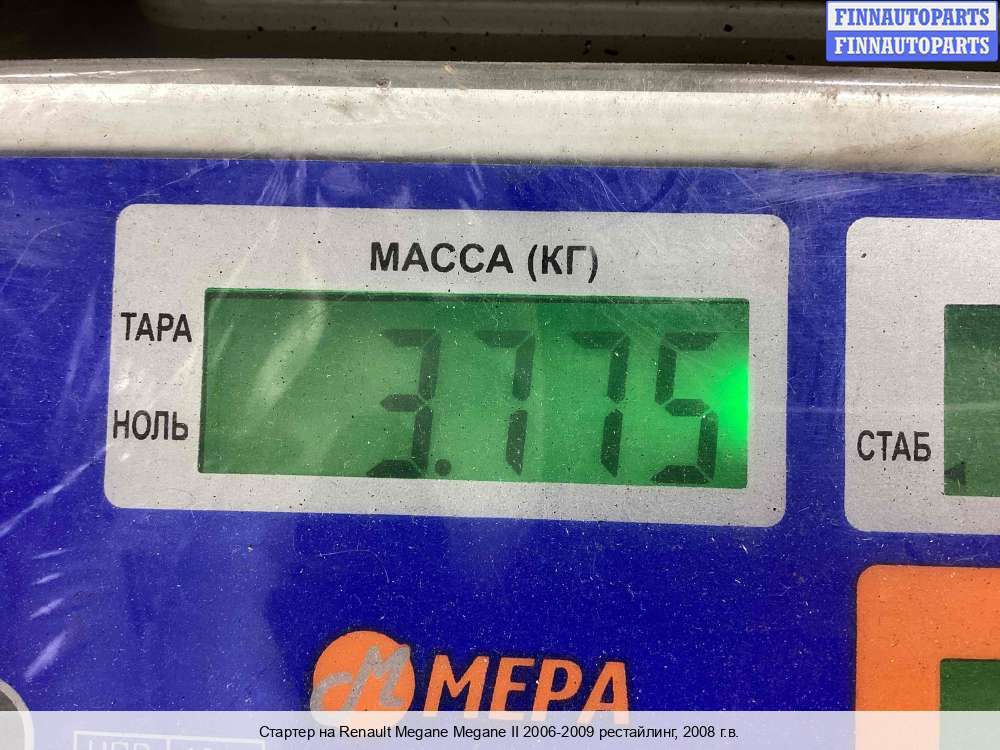 FINNAUTOPARTS
FINNAUTOPARTS
МАССА (КГ)
ТАРА
3.775
НОЛЬ
СТАБ
МЕРА
Стартер на Renault Megane Megane II 2006-2009 рестайлинг, 2008 г.в.